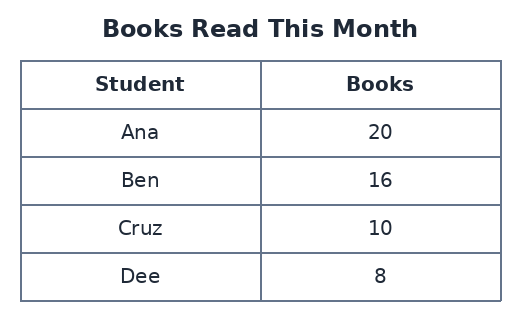 Books Read This Month
Student Books
Ana 20
Ben 16
Cruz 10
Dee 8